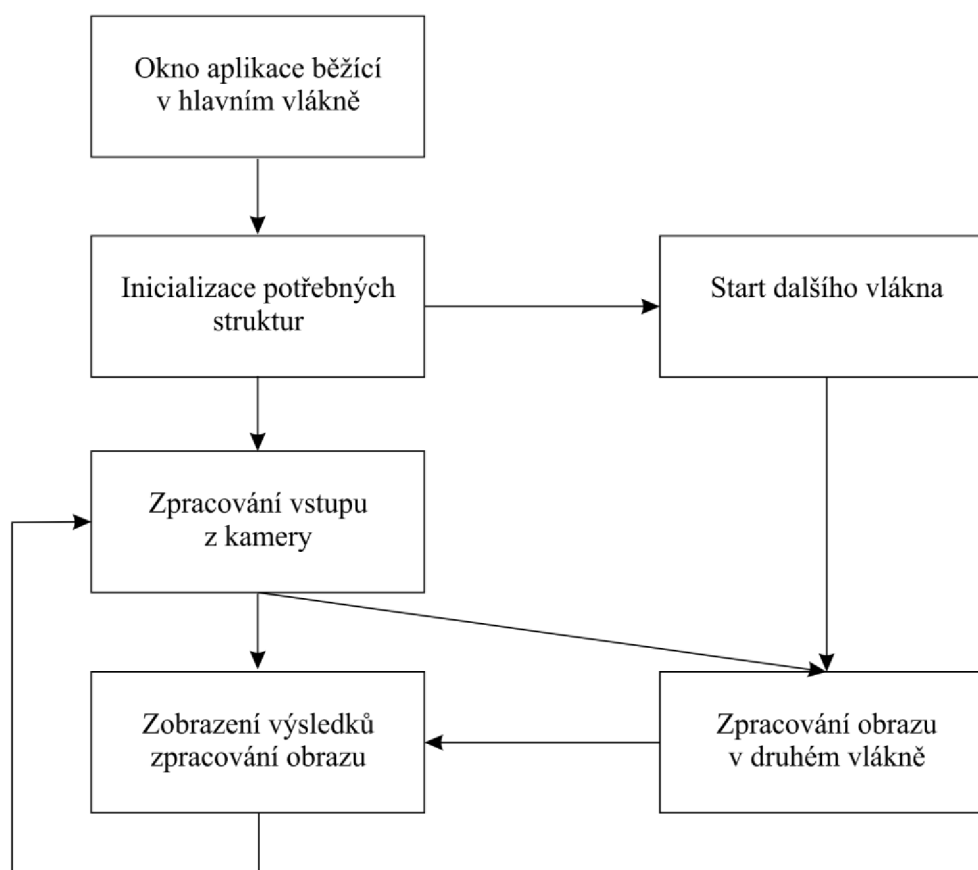 Okno aplikace běžící
v hlavním vlákně
Inicializace potřebných
struktur
Start dalšího vlákna
Zpracování vstupu
z kamery
Zobrazení výsledků
zpracování obrazu
Zpracování obrazu
v druhém vlákně